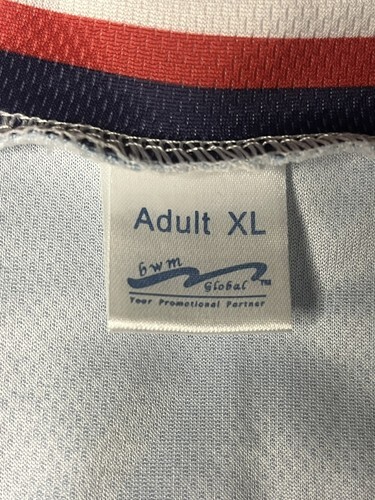 Adult XL
bwm
Global™
Your Promotional Partner